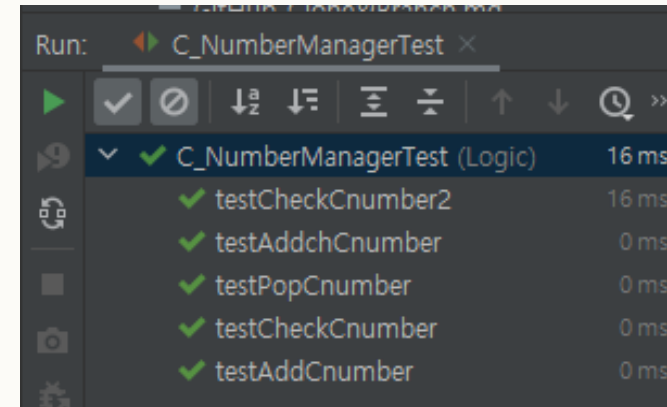 Run: C_NumberManagerTest
C_NumberManagerTest (Logic) 16 ms
testCheckCnumber2 16 ms
testAddchCnumber 0 ms
testPopCnumber 0 ms
testCheckCnumber 0 ms
testAddCnumber 0 ms